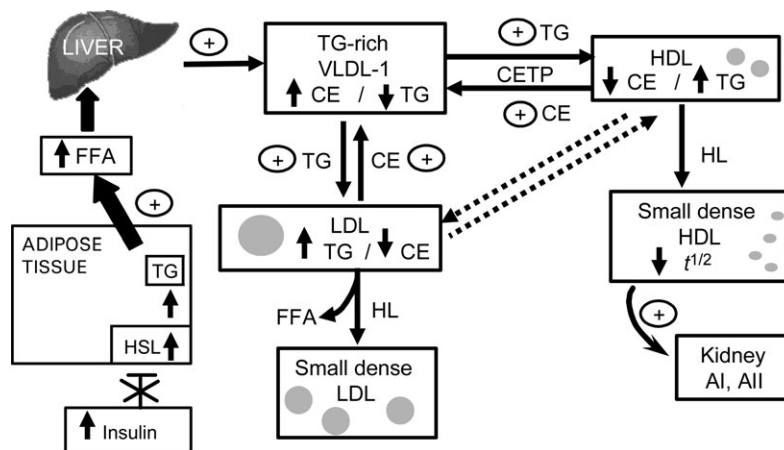 LIVER
+
TG-rich
VLDL-1
↑ CE / ↓ TG
+ TG
CETP
+ CE
HDL
↓ CE / ↑ TG
↑ FFA
+
+ TG
CE +
HL
LDL
↑ TG / ↓ CE
Small dense
HDL
↓ t1/2
ADIPOSE
TISSUE
TG
↑
HSL ↑
FFA
HL
+
Small dense
LDL
Kidney
AI, AII
↑ Insulin